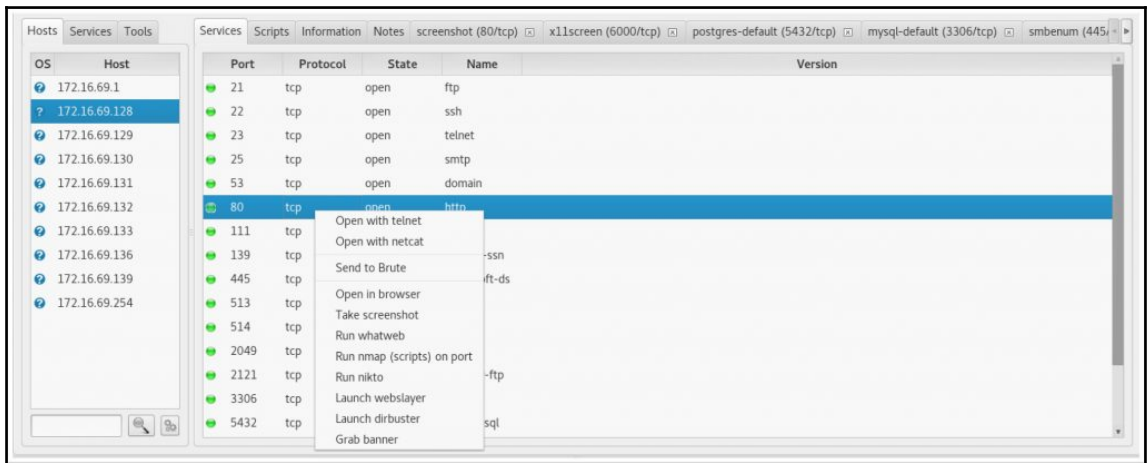 Hosts Services Tools
OS Host
172.16.69.1
172.16.69.128
172.16.69.129
172.16.69.130
172.16.69.131
172.16.69.132
172.16.69.133
172.16.69.136
172.16.69.139
172.16.69.254
Services Scripts Information Notes screenshot (80/tcp) x11screen (6000/tcp) postgres-default (5432/tcp) mysql-default (3306/tcp) smbenum (445/
Port Protocol State Name Version
21 tcp open ftp
22 tcp open ssh
23 tcp open telnet
25 tcp open smtp
53 tcp open domain
80 tcp open http
111 tcp
139 tcp -ssn
445 tcp oft-ds
513 tcp
514 tcp
2049 tcp
2121 tcp -ftp
3306 tcp
5432 tcp sql
Open with telnet
Open with netcat
Send to Brute
Open in browser
Take screenshot
Run whatweb
Run nmap (scripts) on port
Run nikto
Launch webslayer
Launch dirbuster
Grab banner